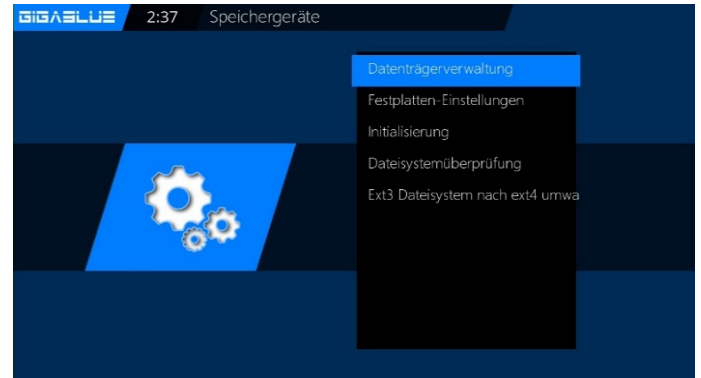 GIGABLUE 2:37 Speichergeräte
Datenträgerverwaltung
Festplatten-Einstellungen
Initialisierung
Dateisystemüberprüfung
Ext3 Dateisystem nach ext4 umwa